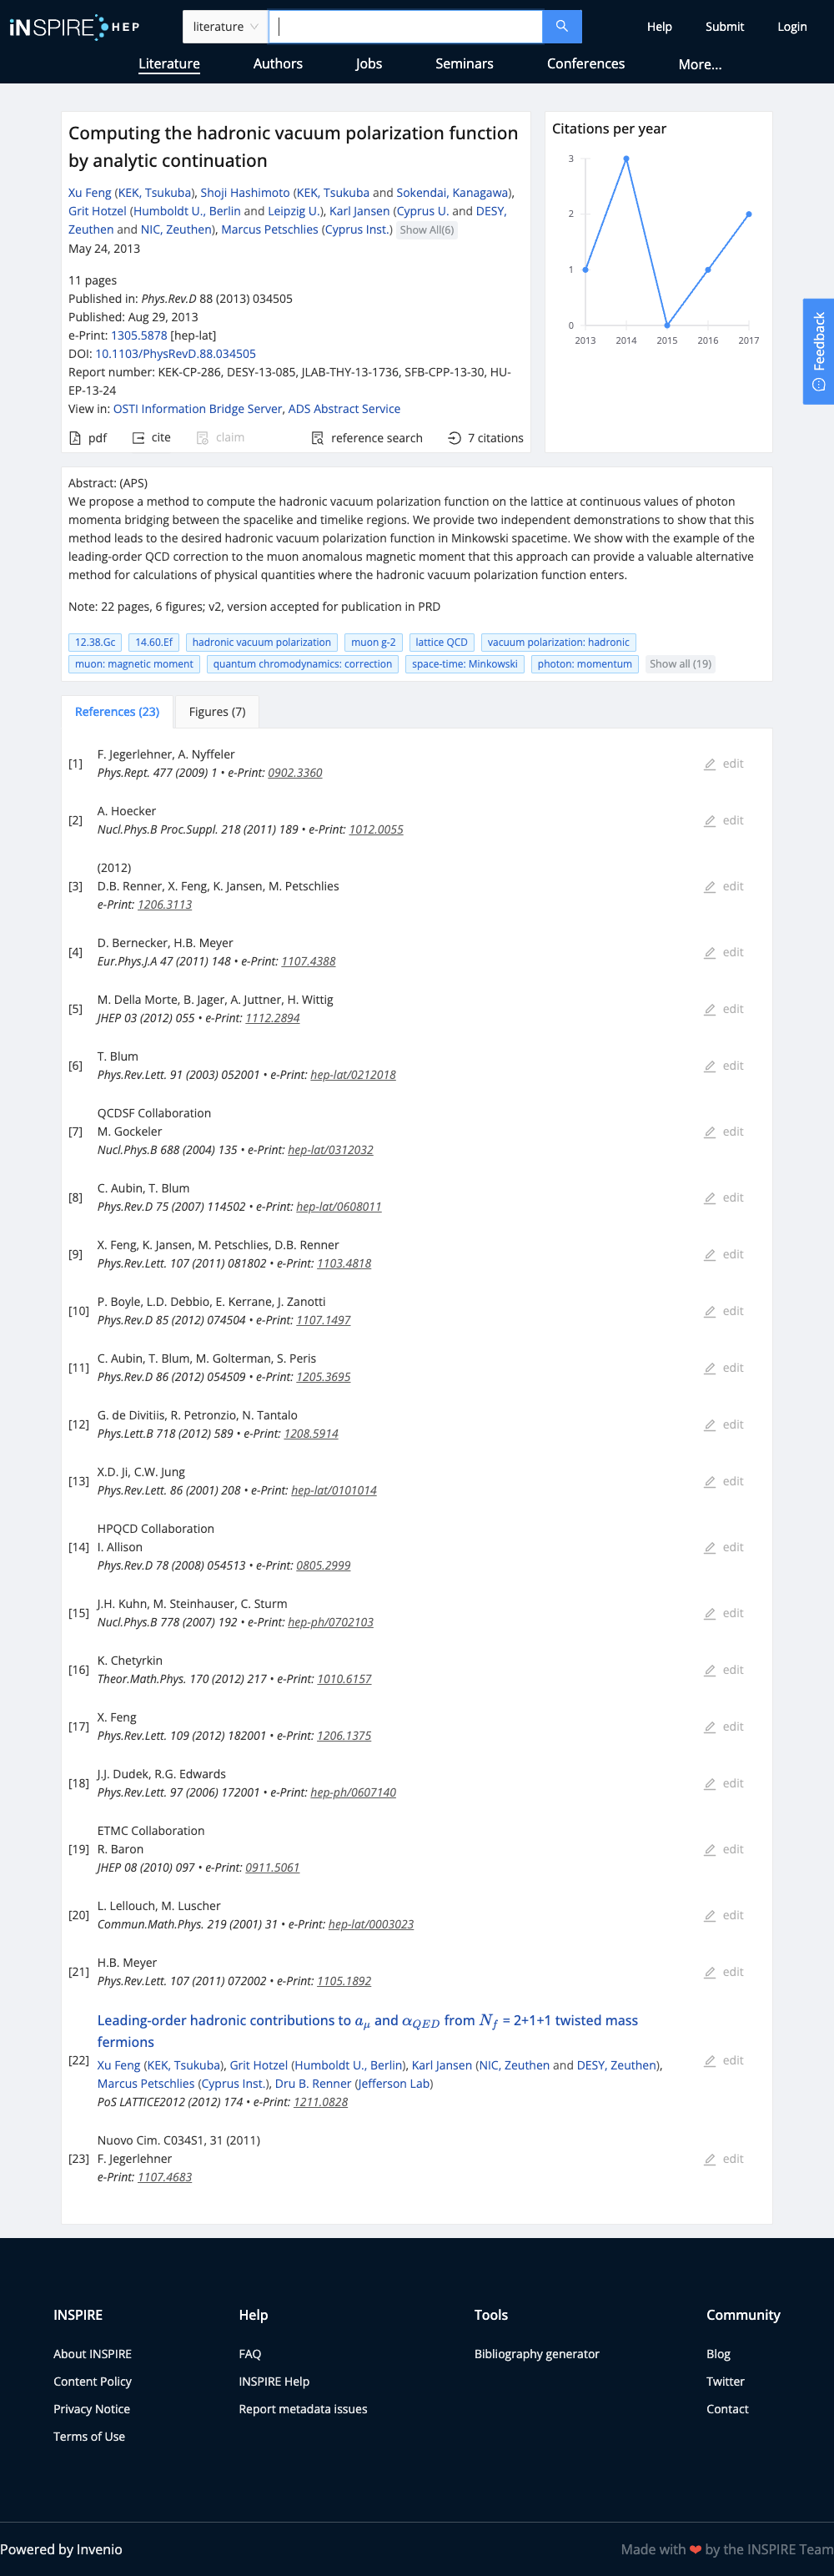 iNSPIRE HEP
literature
Help
Submit
Login
Literature
Authors
Jobs
Seminars
Conferences
More...
Computing the hadronic vacuum polarization function
by analytic continuation
Xu Feng (KEK, Tsukuba), Shoji Hashimoto (KEK, Tsukuba and Sokendai, Kanagawa),
Grit Hotzel (Humboldt U., Berlin and Leipzig U.), Karl Jansen (Cyprus U. and DESY,
Zeuthen and NIC, Zeuthen), Marcus Petschlies (Cyprus Inst.) Show All(6)
May 24, 2013
11 pages
Published in: Phys.Rev.D 88 (2013) 034505
Published: Aug 29, 2013
e-Print: 1305.5878 [hep-lat]
DOI: 10.1103/PhysRevD.88.034505
Report number: KEK-CP-286, DESY-13-085, JLAB-THY-13-1736, SFB-CPP-13-30, HU-
EP-13-24
View in: OSTI Information Bridge Server, ADS Abstract Service
pdf
cite
claim
reference search
7 citations
Citations per year
3
2
1
0
2013 2014 2015 2016 2017
Feedback
Abstract: (APS)
We propose a method to compute the hadronic vacuum polarization function on the lattice at continuous values of photon
momenta bridging between the spacelike and timelike regions. We provide two independent demonstrations to show that this
method leads to the desired hadronic vacuum polarization function in Minkowski spacetime. We show with the example of the
leading-order QCD correction to the muon anomalous magnetic moment that this approach can provide a valuable alternative
method for calculations of physical quantities where the hadronic vacuum polarization function enters.
Note: 22 pages, 6 figures; v2, version accepted for publication in PRD
12.38.Gc 14.60.Ef hadronic vacuum polarization muon g-2 lattice QCD vacuum polarization: hadronic
muon: magnetic moment quantum chromodynamics: correction space-time: Minkowski photon: momentum Show all (19)
References (23)
Figures (7)
[1]
F. Jegerlehner, A. Nyffeler
Phys.Rept. 477 (2009) 1 • e-Print: 0902.3360
edit
[2]
A. Hoecker
Nucl.Phys.B Proc.Suppl. 218 (2011) 189 • e-Print: 1012.0055
edit
[3]
(2012)
D.B. Renner, X. Feng, K. Jansen, M. Petschlies
e-Print: 1206.3113
edit
[4]
D. Bernecker, H.B. Meyer
Eur.Phys.J.A 47 (2011) 148 • e-Print: 1107.4388
edit
[5]
M. Della Morte, B. Jager, A. Juttner, H. Wittig
JHEP 03 (2012) 055 • e-Print: 1112.2894
edit
[6]
T. Blum
Phys.Rev.Lett. 91 (2003) 052001 • e-Print: hep-lat/0212018
edit
[7]
QCDSF Collaboration
M. Gockeler
Nucl.Phys.B 688 (2004) 135 • e-Print: hep-lat/0312032
edit
[8]
C. Aubin, T. Blum
Phys.Rev.D 75 (2007) 114502 • e-Print: hep-lat/0608011
edit
[9]
X. Feng, K. Jansen, M. Petschlies, D.B. Renner
Phys.Rev.Lett. 107 (2011) 081802 • e-Print: 1103.4818
edit
[10]
P. Boyle, L.D. Debbio, E. Kerrane, J. Zanotti
Phys.Rev.D 85 (2012) 074504 • e-Print: 1107.1497
edit
[11]
C. Aubin, T. Blum, M. Golterman, S. Peris
Phys.Rev.D 86 (2012) 054509 • e-Print: 1205.3695
edit
[12]
G. de Divitiis, R. Petronzio, N. Tantalo
Phys.Lett.B 718 (2012) 589 • e-Print: 1208.5914
edit
[13]
X.D. Ji, C.W. Jung
Phys.Rev.Lett. 86 (2001) 208 • e-Print: hep-lat/0101014
edit
[14]
HPQCD Collaboration
I. Allison
Phys.Rev.D 78 (2008) 054513 • e-Print: 0805.2999
edit
[15]
J.H. Kuhn, M. Steinhauser, C. Sturm
Nucl.Phys.B 778 (2007) 192 • e-Print: hep-ph/0702103
edit
[16]
K. Chetyrkin
Theor.Math.Phys. 170 (2012) 217 • e-Print: 1010.6157
edit
[17]
X. Feng
Phys.Rev.Lett. 109 (2012) 182001 • e-Print: 1206.1375
edit
[18]
J.J. Dudek, R.G. Edwards
Phys.Rev.Lett. 97 (2006) 172001 • e-Print: hep-ph/0607140
edit
[19]
ETMC Collaboration
R. Baron
JHEP 08 (2010) 097 • e-Print: 0911.5061
edit
[20]
L. Lellouch, M. Luscher
Commun.Math.Phys. 219 (2001) 31 • e-Print: hep-lat/0003023
edit
[21]
H.B. Meyer
Phys.Rev.Lett. 107 (2011) 072002 • e-Print: 1105.1892
edit
[22]
Leading-order hadronic contributions to aμ and αQED from Nf = 2+1+1 twisted mass
fermions
Xu Feng (KEK, Tsukuba), Grit Hotzel (Humboldt U., Berlin), Karl Jansen (NIC, Zeuthen and DESY, Zeuthen),
Marcus Petschlies (Cyprus Inst.), Dru B. Renner (Jefferson Lab)
PoS LATTICE2012 (2012) 174 • e-Print: 1211.0828
edit
[23]
Nuovo Cim. C034S1, 31 (2011)
F. Jegerlehner
e-Print: 1107.4683
edit
INSPIRE
About INSPIRE
Content Policy
Privacy Notice
Terms of Use
Help
FAQ
INSPIRE Help
Report metadata issues
Tools
Bibliography generator
Community
Blog
Twitter
Contact
Powered by Invenio
Made with ❤ by the INSPIRE Team